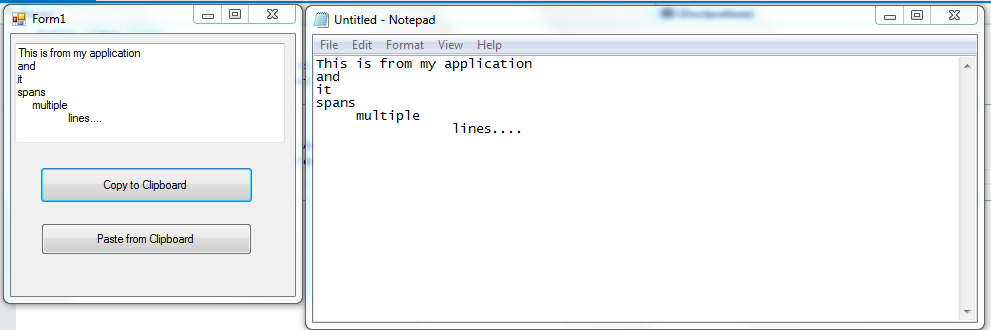 Form1
This is from my application
and
it
spans
multiple
lines....
Copy to Clipboard
Paste from Clipboard
Untitled - Notepad
File Edit Format View Help
This is from my application
and
it
spans
multiple
lines....